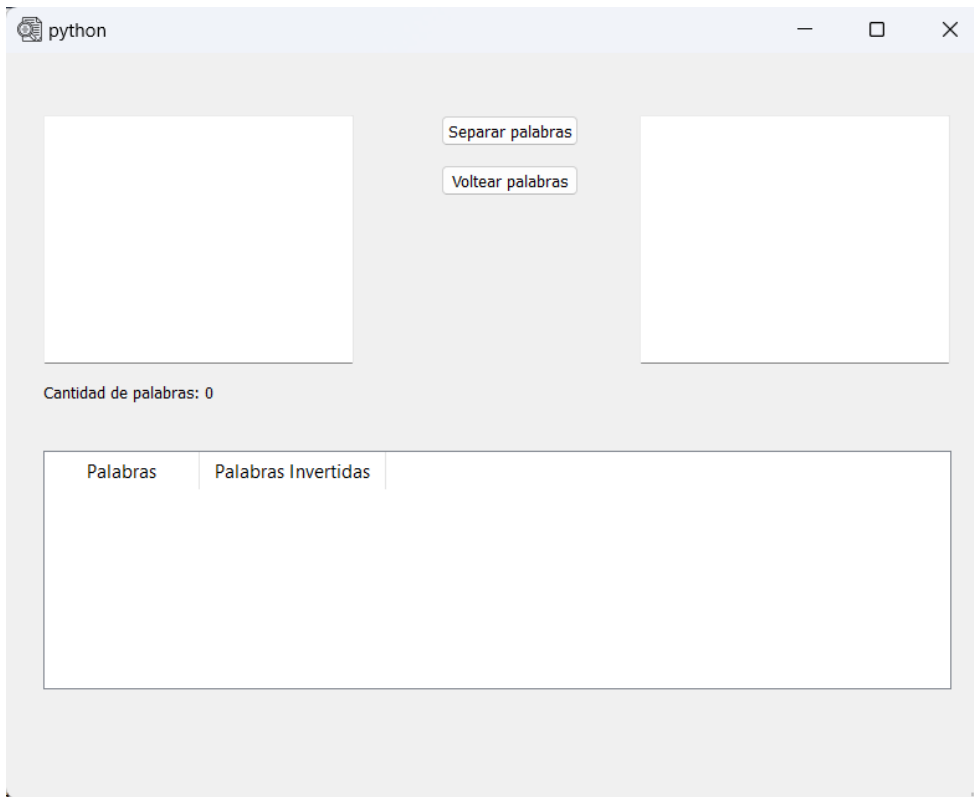 python
Separar palabras
Voltear palabras
Cantidad de palabras: 0
Palabras Palabras Invertidas